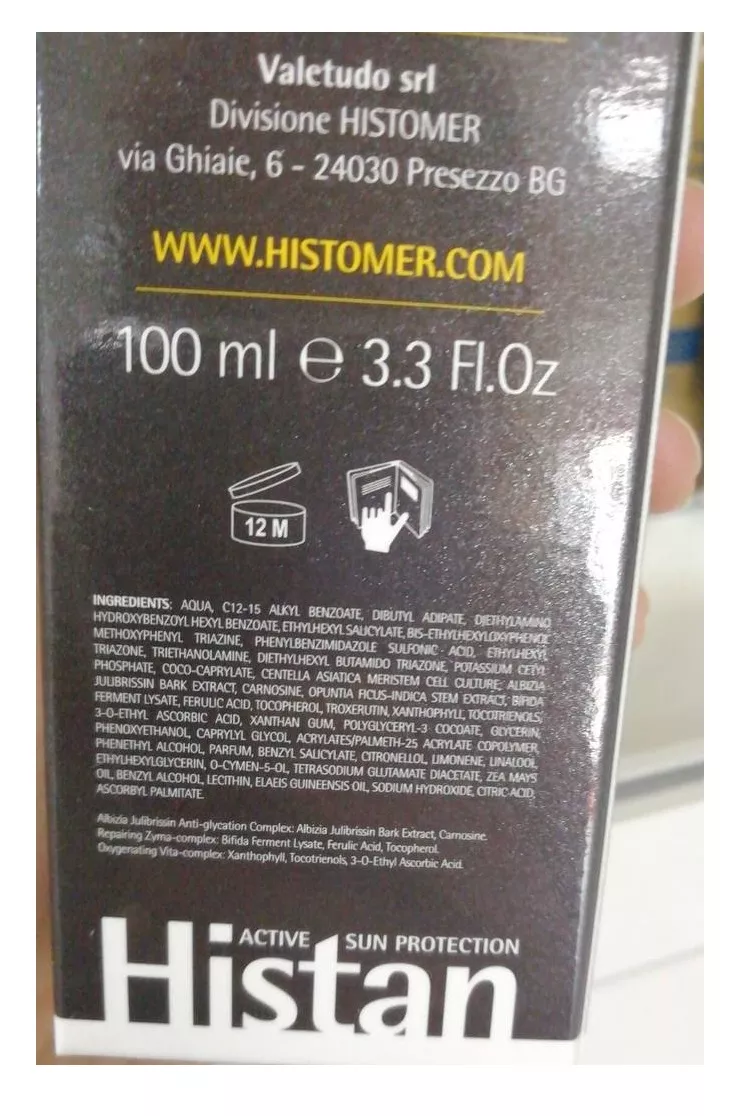 Valetudo srl
Divisione HISTOMER
via Ghiaie, 6 - 24030 Presezzo BG
WWW.HISTOMER.COM
100 ml e 3.3 Fl.Oz
12 M
INGREDIENTS: AQUA, C12-15 ALKYL BENZOATE, DIBUTYL ADIPATE, DIETHYLAMINO
HYDROXYBENZOYL HEXYL BENZOATE, ETHYLHEXYL SALICYLATE, BIS-ETHYLHEXYLOXYPHENOL
METHOXYPHENYL TRIAZINE, PHENYLBENZIMIDAZOLE SULFONIC ACID, ETHYLHEXYL
TRIAZONE, TRIETHANOLAMINE, DIETHYLHEXYL BUTAMIDO TRIAZONE, POTASSIUM CETYL
PHOSPHATE, COCO-CAPRYLATE, CENTELLA ASIATICA MERISTEM CELL CULTURE, ALBIZIA
JULIBRISSIN BARK EXTRACT, CARNOSINE, OPUNTIA FICUS-INDICA STEM EXTRACT, BIFIDA
FERMENT LYSATE, FERULIC ACID, TOCOPHEROL, TROXERUTIN, XANTHOPHYLL, TOCOTRIENOLS,
3-O-ETHYL ASCORBIC ACID, XANTHAN GUM, POLYGLYCERYL-3 COCOATE, GLYCERIN,
PHENOXYETHANOL, CAPRYLYL GLYCOL, ACRYLATES/PALMETH-25 ACRYLATE COPOLYMER,
PHENETHYL ALCOHOL, PARFUM, BENZYL SALICYLATE, CITRONELLOL, LIMONENE, LINALOOL,
ETHYLHEXYLGLYCERIN, O-CYMEN-5-OL, TETRASODIUM GLUTAMATE DIACETATE, ZEA MAYS
OIL, BENZYL ALCOHOL, LECITHIN, ELAEIS GUINEENSIS OIL, SODIUM HYDROXIDE, CITRIC ACID,
ASCORBYL PALMITATE.
Albizia Julibrissin Anti-glycation Complex: Albizia Julibrissin Bark Extract, Carnosine.
Repairing Zyma-complex: Bifida Ferment Lysate, Ferulic Acid, Tocopherol.
Oxygenating Vita-complex: Xanthophyll, Tocotrienols, 3-O-Ethyl Ascorbic Acid.
ACTIVE SUN PROTECTION
Histan